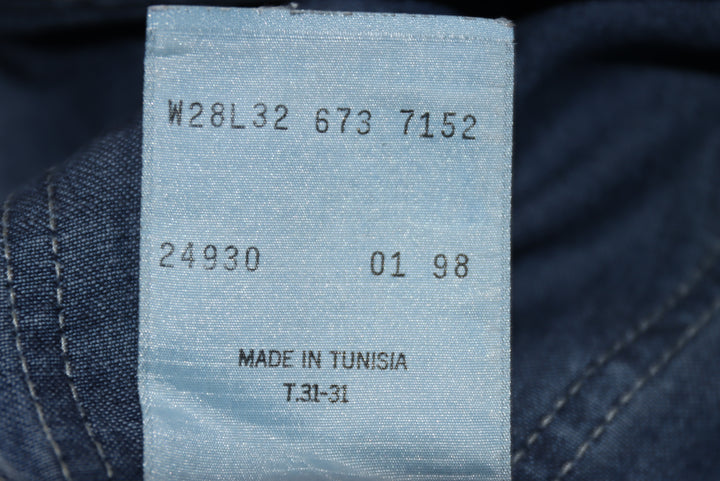 W28L32 673 7152
24930 01 98
MADE IN TUNISIA
T.31-31